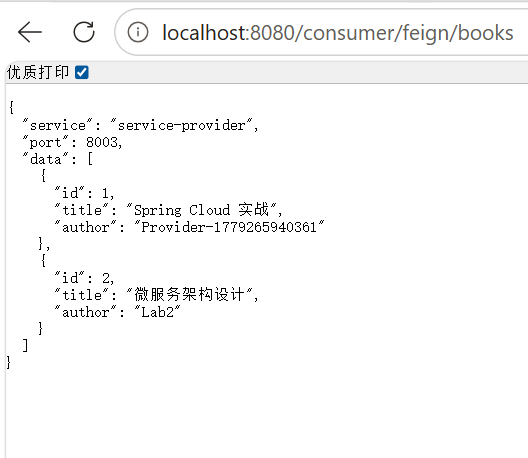 localhost:8080/consumer/feign/books
优质打印
{
  "service": "service-provider",
  "port": 8003,
  "data": [
    {
      "id": 1,
      "title": "Spring Cloud 实战",
      "author": "Provider-1779265940361"
    },
    {
      "id": 2,
      "title": "微服务架构设计",
      "author": "Lab2"
    }
  ]
}